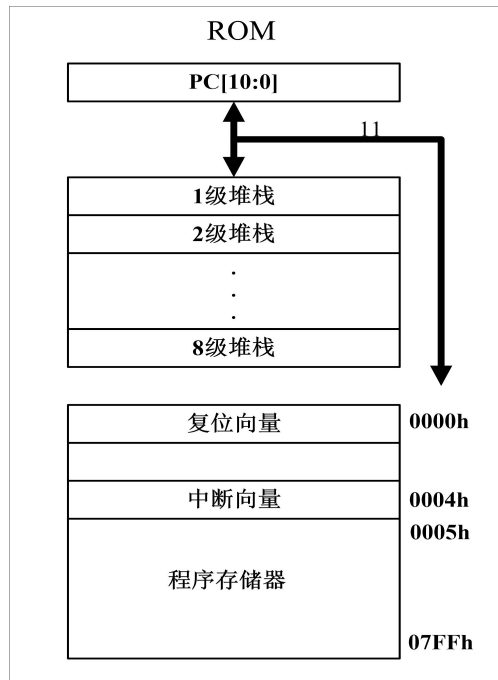 ROM
PC[10:0]
11
1级堆栈
2级堆栈
.
.
.
8级堆栈
复位向量 0000h
中断向量 0004h
0005h
程序存储器
07FFh